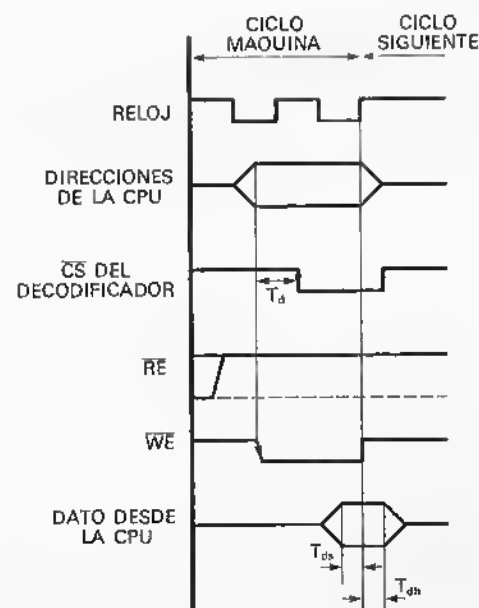 CICLO
MAQUINA
CICLO
SIGUIENTE
RELOJ
DIRECCIONES
DE LA CPU
CS DEL
DECODIFICADOR
Td
RE
WE
DATO DESDE
LA CPU
Tds
Tdh